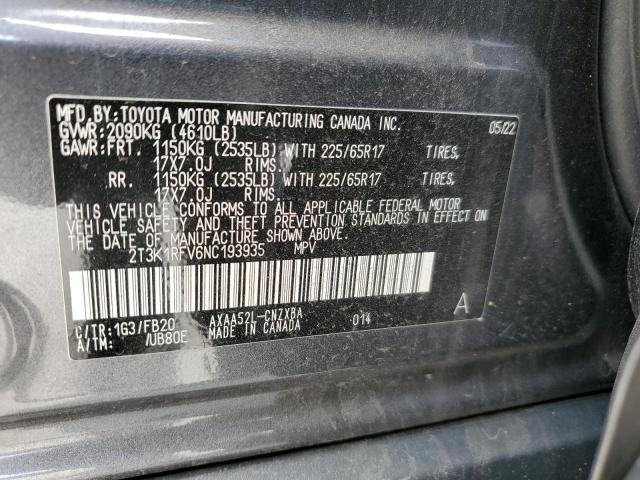 MFD.BY:TOYOTA MOTOR MANUFACTURING CANADA INC. 05/22
GVWR:2090KG (4610LB)
GAWR:FRT. 1150KG (2535LB) WITH 225/65R17 TIRES,
17X7.0J RIMS.
RR. 1150KG (2535LB) WITH 225/65R17 TIRES,
17X7.0J RIMS.
THIS VEHICLE CONFORMS TO ALL APPLICABLE FEDERAL MOTOR
VEHICLE SAFETY AND THEFT PREVENTION STANDARDS IN EFFECT ON
THE DATE OF MANUFACTURE SHOWN ABOVE.
2T3K1RFV6NC193935 MPV
C/TR:1G3/FB20 AXAA52L-CNZXBA 014 A
A/TM: /UB80E MADE IN CANADA